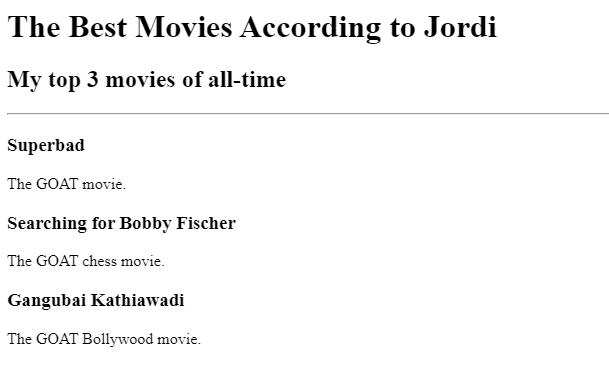 The Best Movies According to Jordi
My top 3 movies of all-time
Superbad
The GOAT movie.
Searching for Bobby Fischer
The GOAT chess movie.
Gangubai Kathiawadi
The GOAT Bollywood movie.